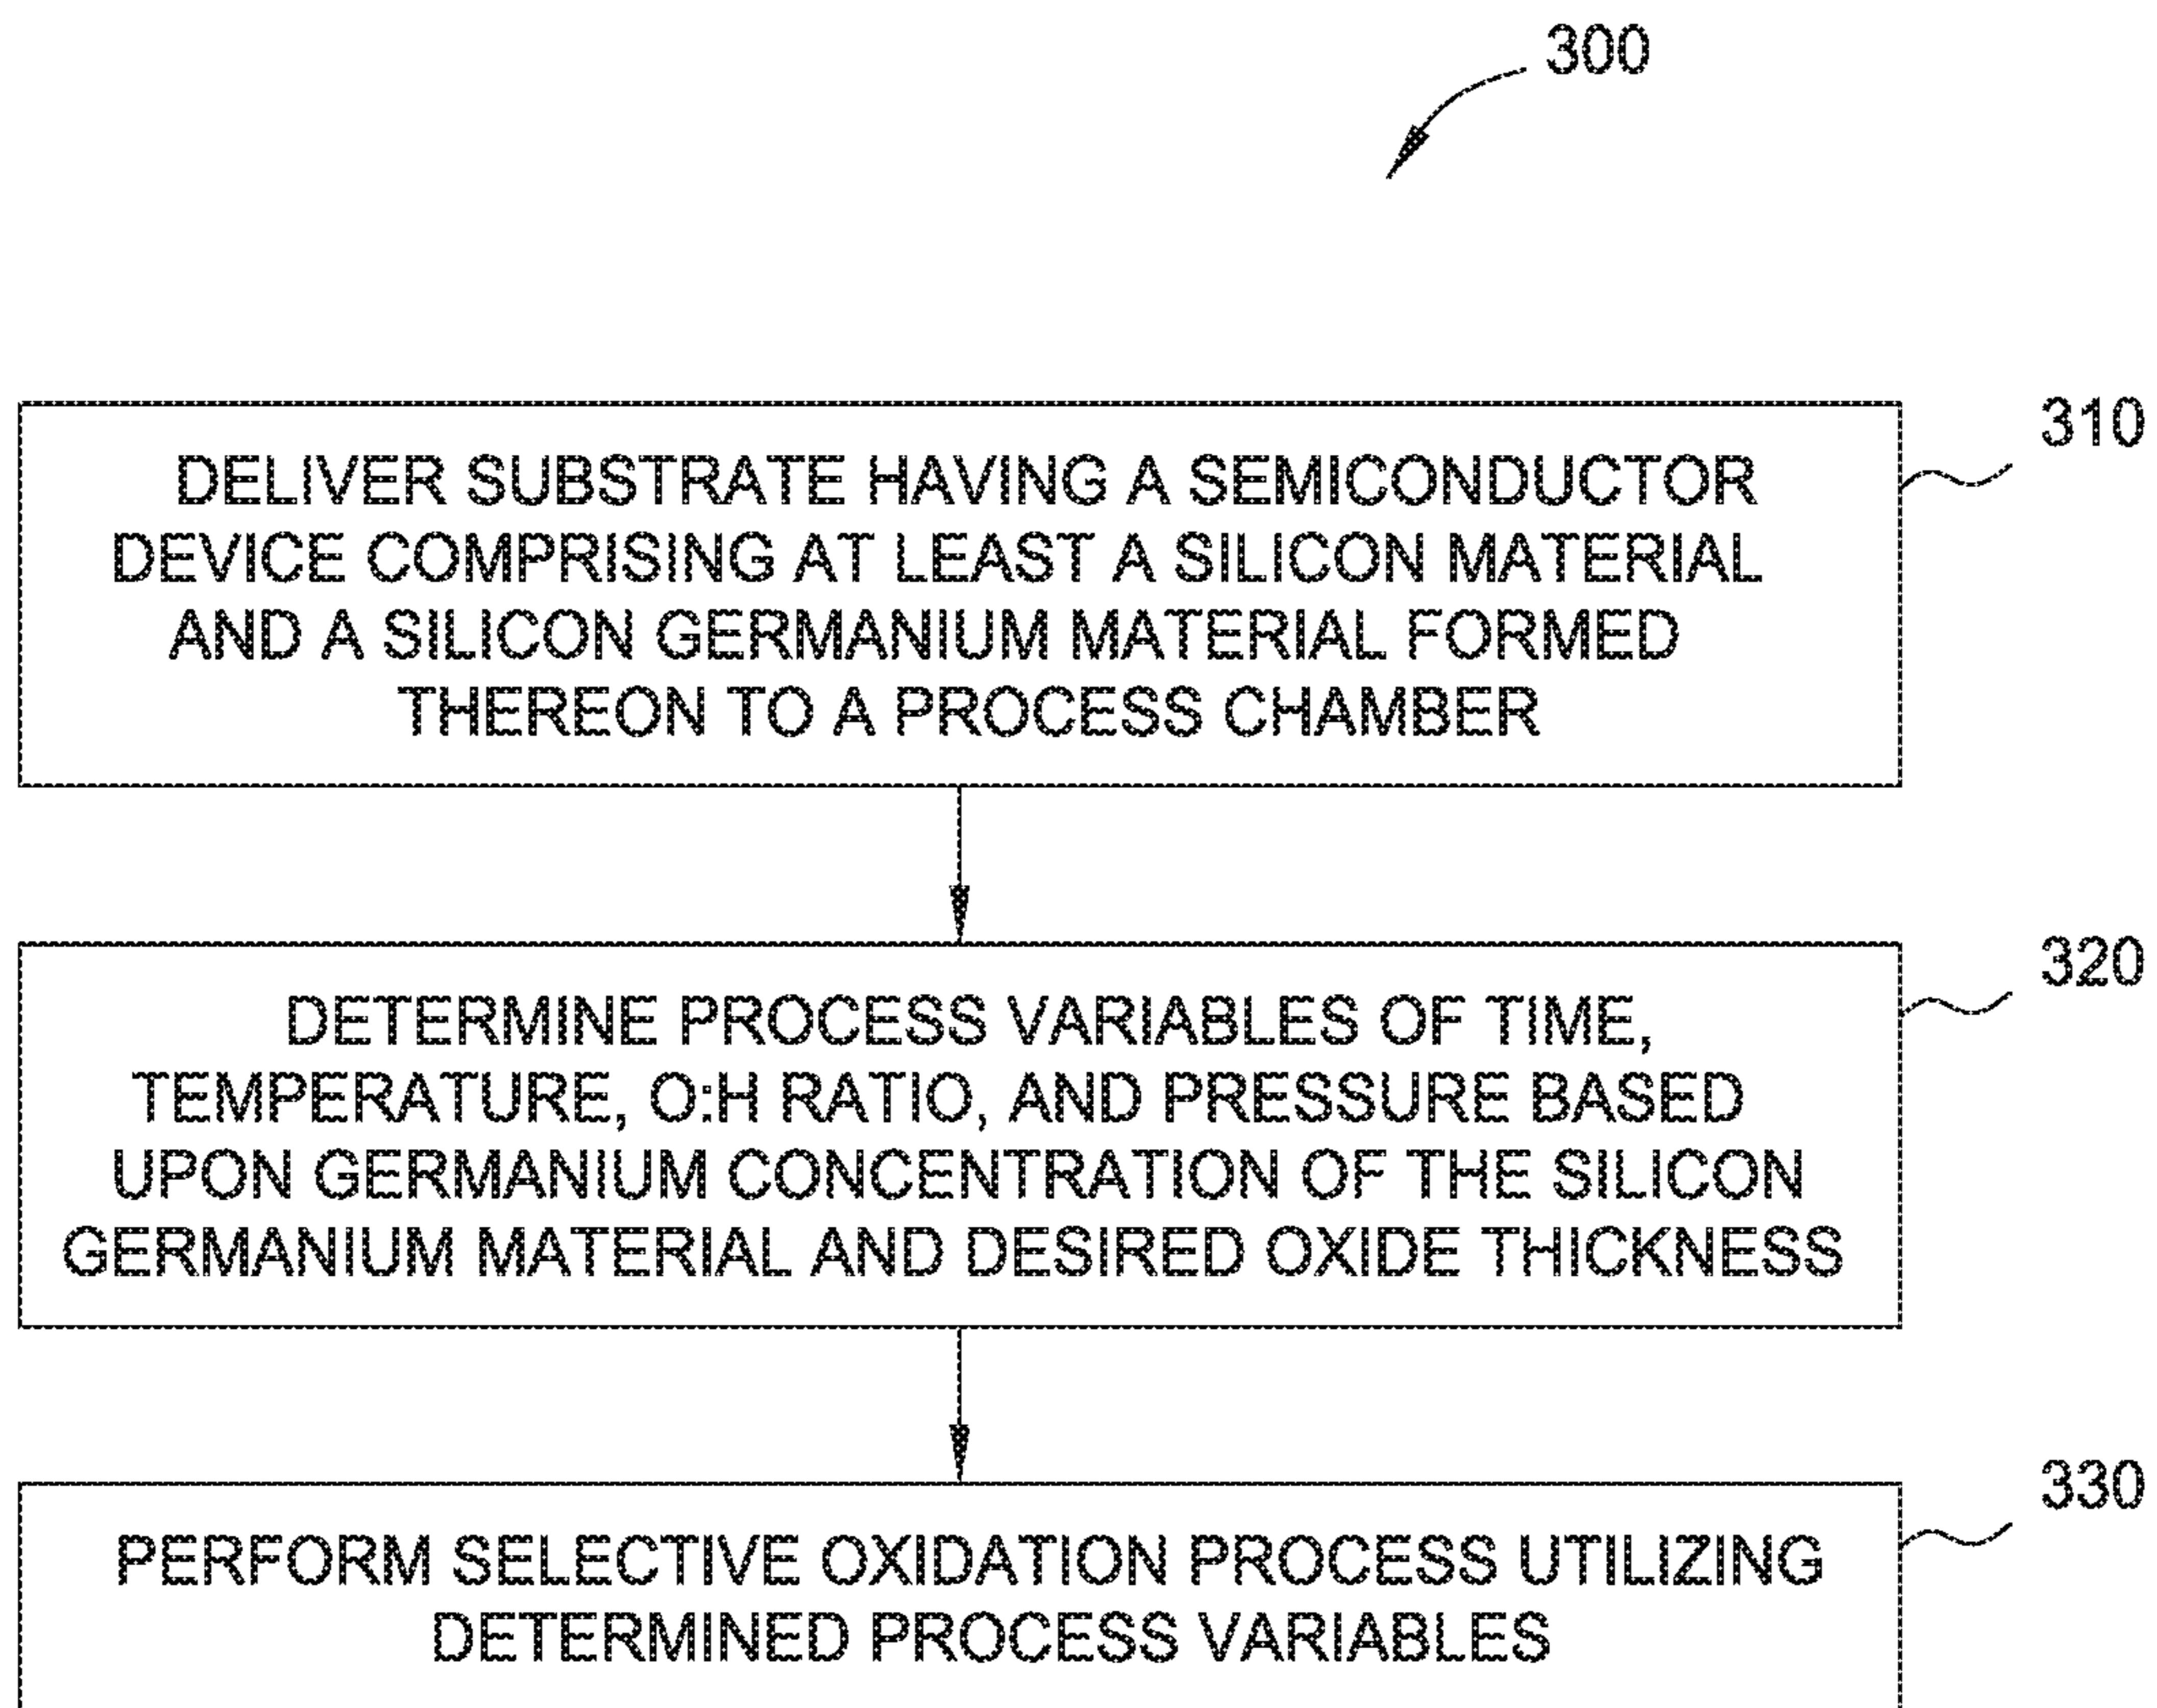 300
310
DELIVER SUBSTRATE HAVING A SEMICONDUCTOR
DEVICE COMPRISING AT LEAST A SILICON MATERIAL
AND A SILICON GERMANIUM MATERIAL FORMED
THEREON TO A PROCESS CHAMBER
320
DETERMINE PROCESS VARIABLES OF TIME,
TEMPERATURE, O:H RATIO, AND PRESSURE BASED
UPON GERMANIUM CONCENTRATION OF THE SILICON
GERMANIUM MATERIAL AND DESIRED OXIDE THICKNESS
330
PERFORM SELECTIVE OXIDATION PROCESS UTILIZING
DETERMINED PROCESS VARIABLES